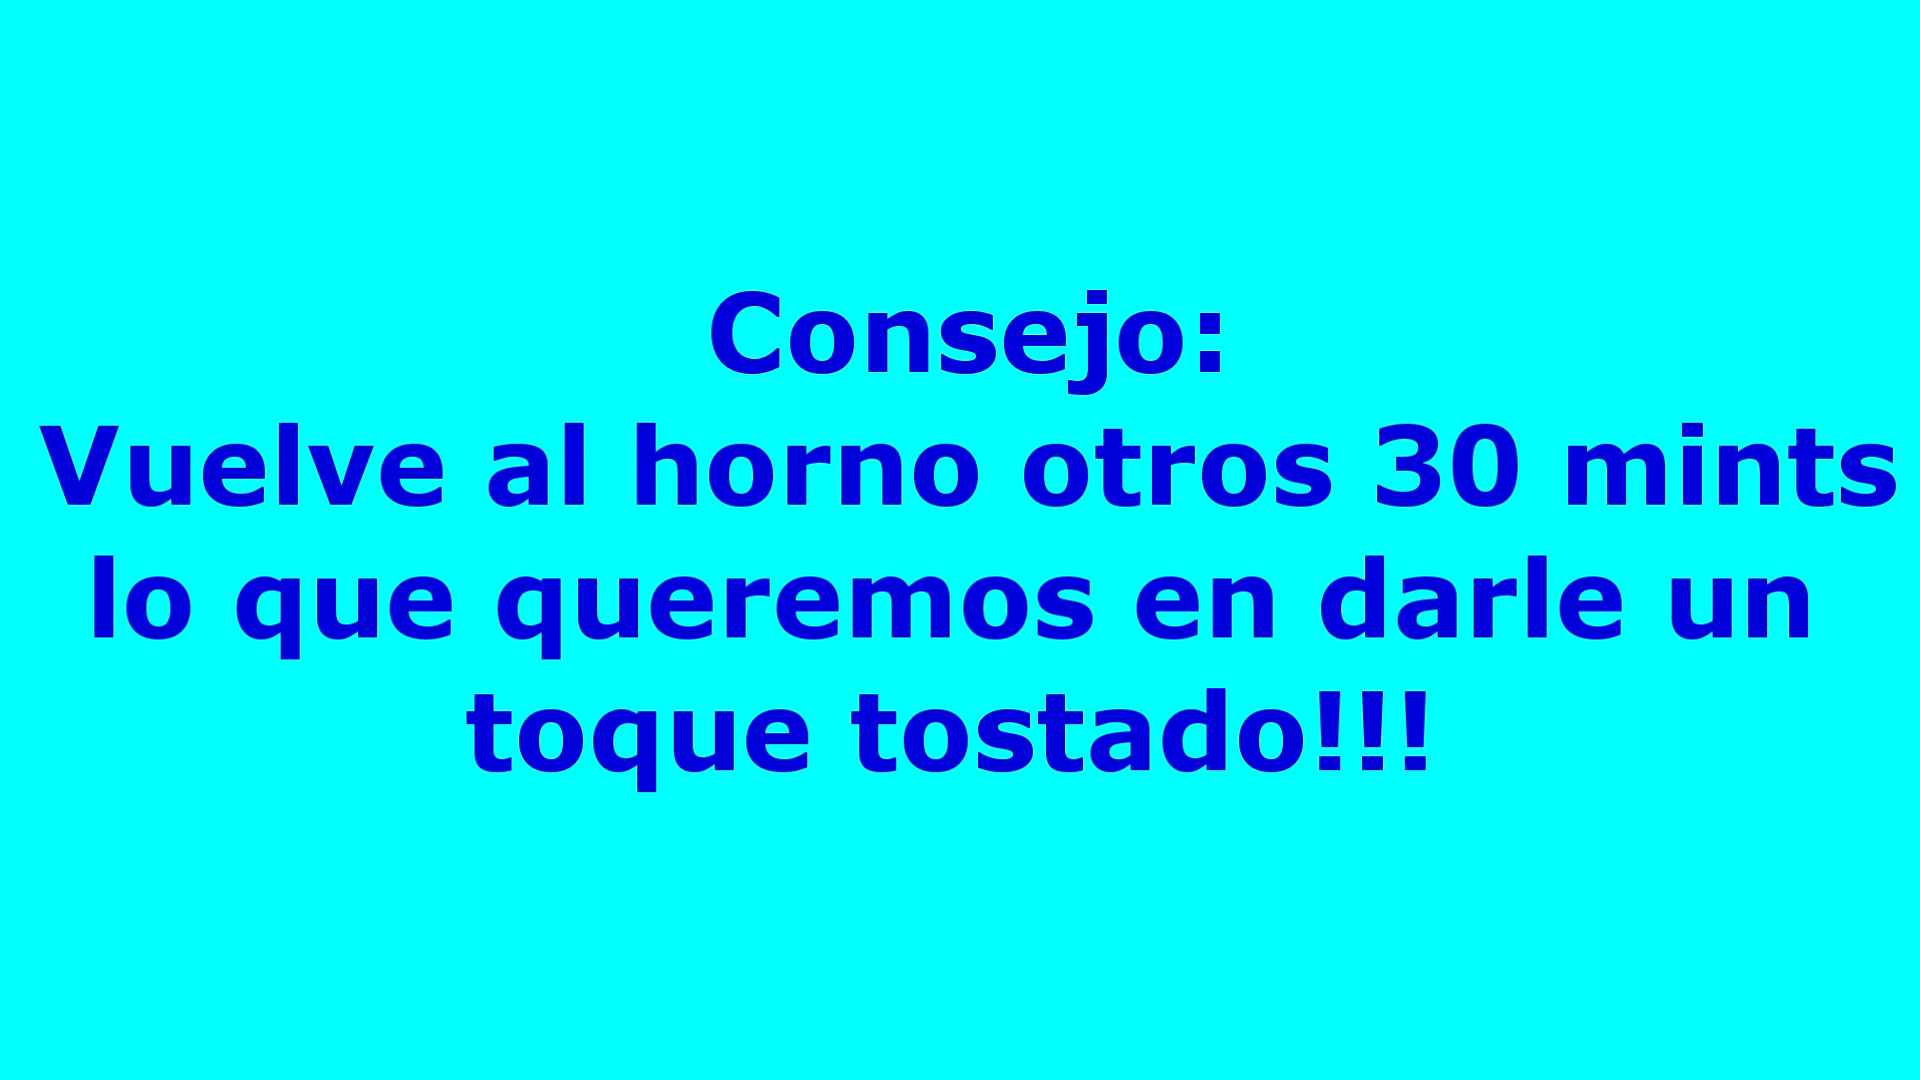 Consejo:
Vuelve al horno otros 30 mints
lo que queremos en darle un
toque tostado!!!